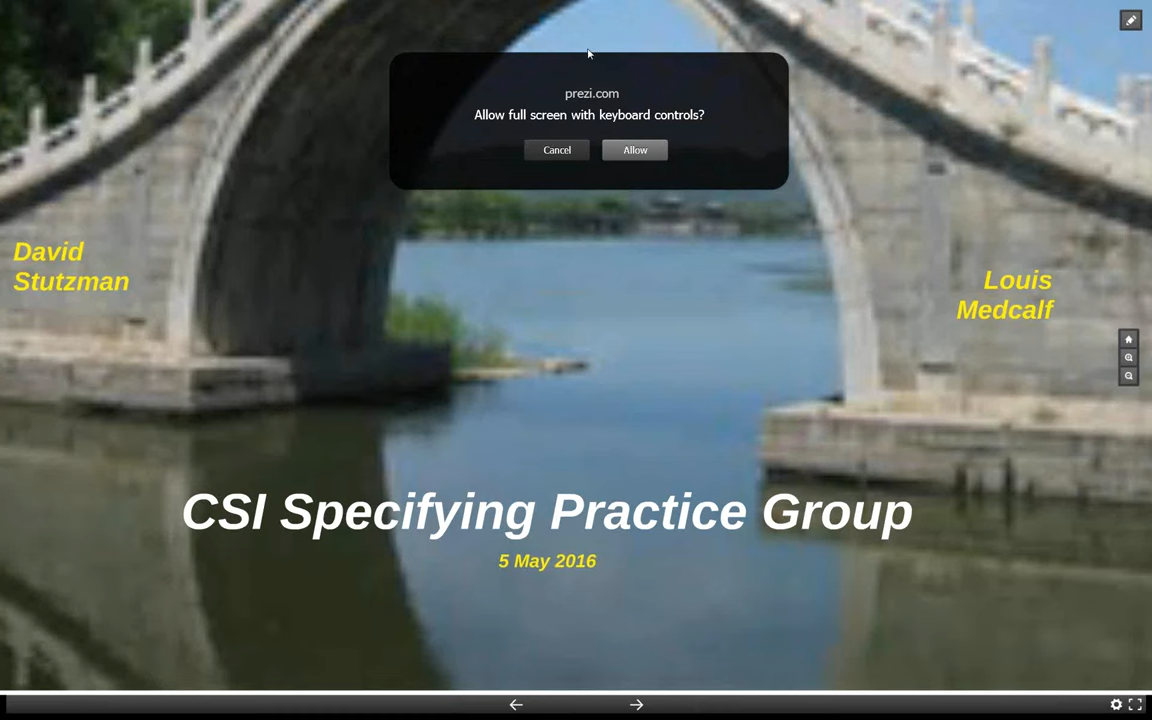 prezi.com
Allow full screen with keyboard controls?
Cancel
Allow
David
Stutzman
Louis
Medcalf
CSI Specifying Practice Group
5 May 2016